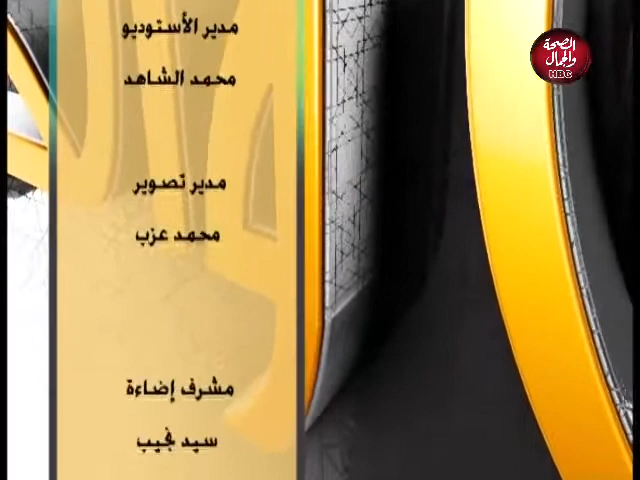 مدير الأستوديو
محمد الشاهد
مدير تصوير
محمد عزب
مشرف إضاءة
سيد نجيب
الصحة
والجمال
HBC